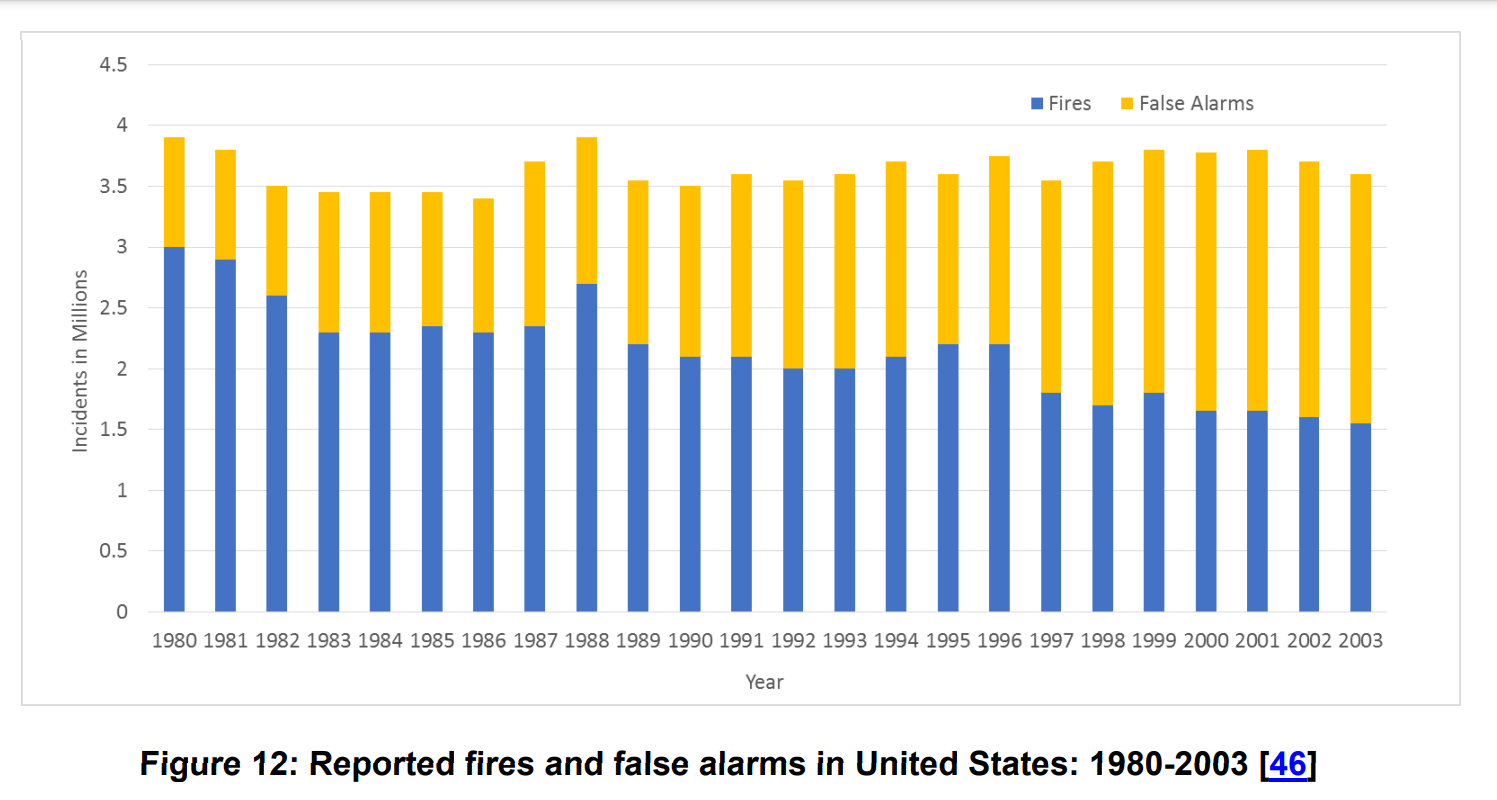 4.5
Fires False Alarms
4
3.5
3
2.5
2
1.5
1
0.5
0
Incidents in Millions
1980 1981 1982 1983 1984 1985 1986 1987 1988 1989 1990 1991 1992 1993 1994 1995 1996 1997 1998 1999 2000 2001 2002 2003
Year
Figure 12: Reported fires and false alarms in United States: 1980-2003 [46]